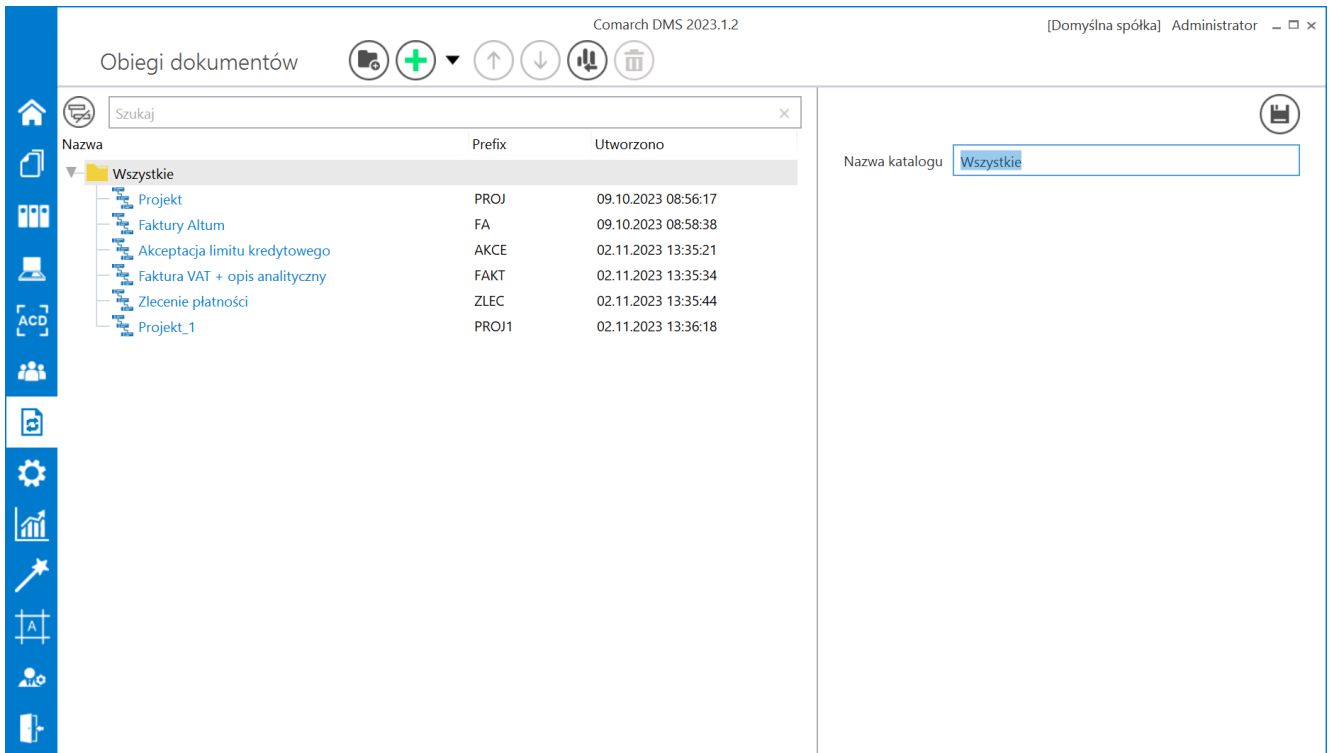 Comarch DMS 2023.1.2
[Domyślna spółka] Administrator
Obiegi dokumentów
Szukaj
Nazwa Prefix Utworzono
Wszystkie
Projekt PROJ 09.10.2023 08:56:17
Faktury Altum FA 09.10.2023 08:58:38
Akceptacja limitu kredytowego AKCE 02.11.2023 13:35:21
Faktura VAT + opis analityczny FAKT 02.11.2023 13:35:34
Zlecenie płatności ZLEC 02.11.2023 13:35:44
Projekt_1 PROJ1 02.11.2023 13:36:18
Nazwa katalogu Wszystkie
ACD
A